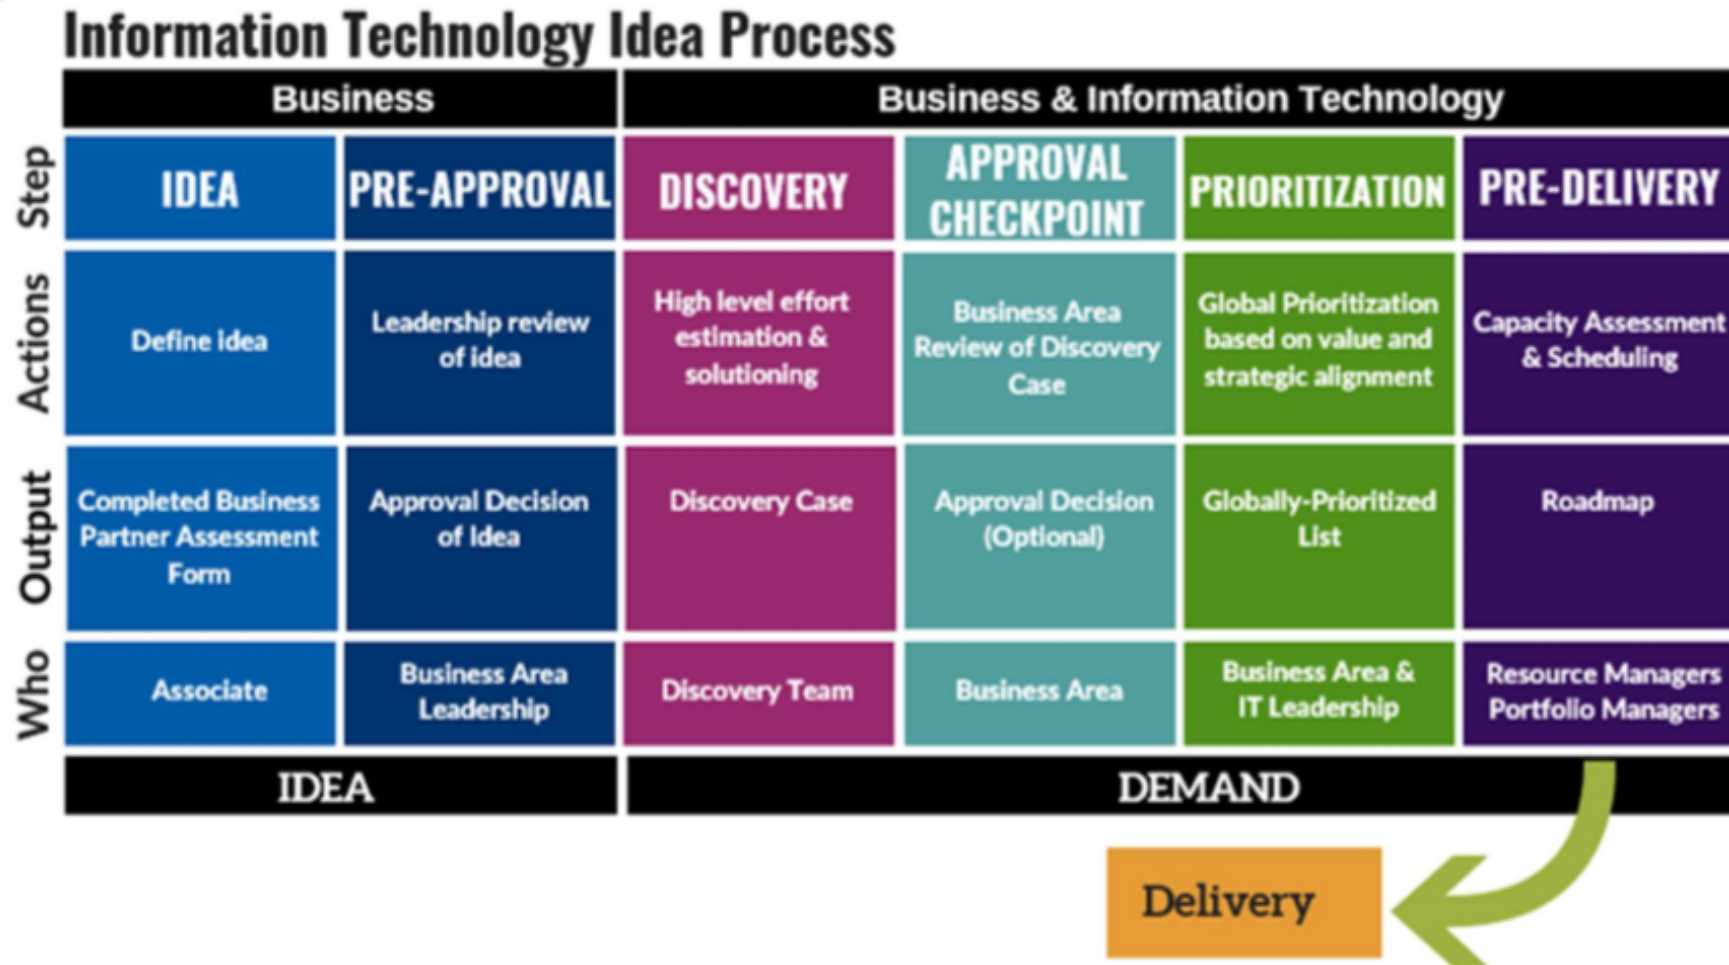 Information Technology Idea Process
Business
Business & Information Technology
Step
IDEA
PRE-APPROVAL
DISCOVERY
APPROVAL
CHECKPOINT
PRIORITIZATION
PRE-DELIVERY
Actions
Define idea
Leadership review
of idea
High level effort
estimation &
solutioning
Business Area
Review of Discovery
Case
Global Prioritization
based on value and
strategic alignment
Capacity Assessment
& Scheduling
Output
Completed Business
Partner Assessment
Form
Approval Decision
of Idea
Discovery Case
Approval Decision
(Optional)
Globally-Prioritized
List
Roadmap
Who
Associate
Business Area
Leadership
Discovery Team
Business Area
Business Area &
IT Leadership
Resource Managers
Portfolio Managers
IDEA
DEMAND
Delivery